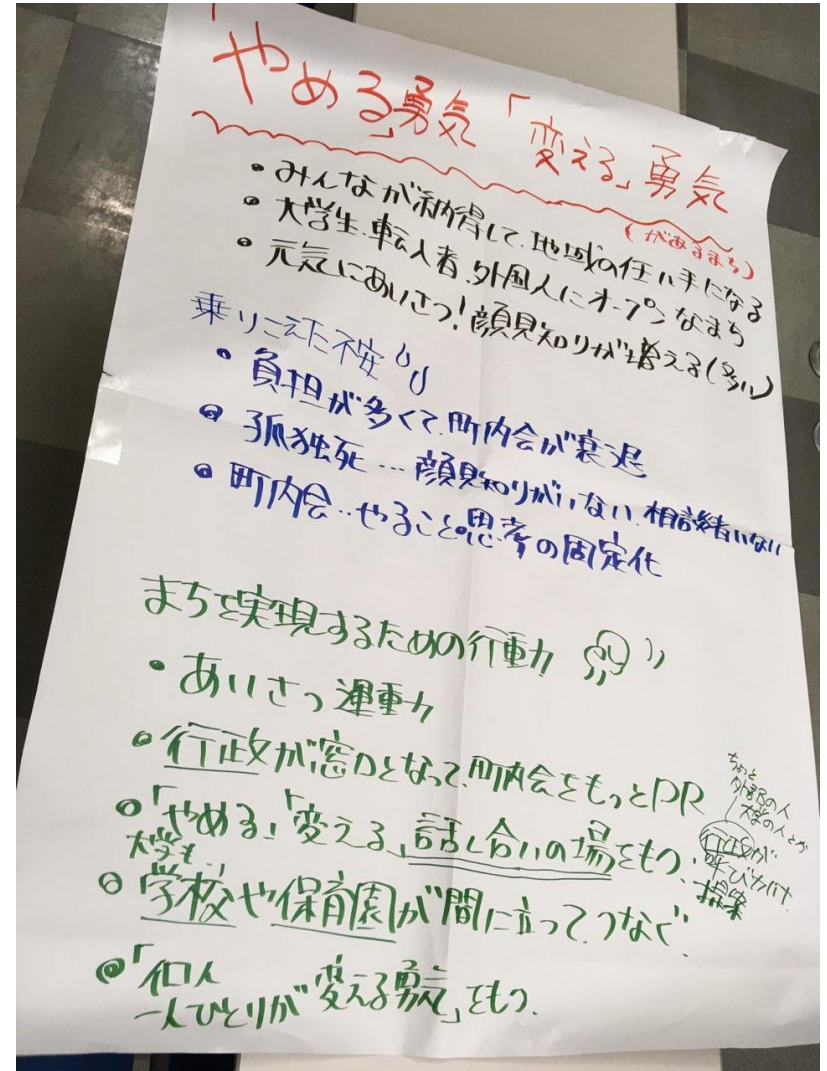 「やめる」勇気「変える」勇気
(があるまち)
・みんなが納得して、地域の任い手になる
・大学生、転入者、外国人にオープンなまち
・元気にあいさつ!顔見知りが増える(多い)
乗りこえた不安
・負担が多くて、町内会が衰退
・孤独死…顔見知りがいない、相談者いない
・町内会…やること、思考の固定化
まちを実現するための行動
・あいさつ運動
・行政が窓口となって、町内会をもっとPR
・「やめる」「変える」話し合いの場をもつ。
ちょっと
外部の人
大学の人とか
行政が
呼びかけ、
提案
大学も、
・学校や保育園が間に立って、つなぐ。
・「個人
一人ひとりが"変える勇気」をもつ。